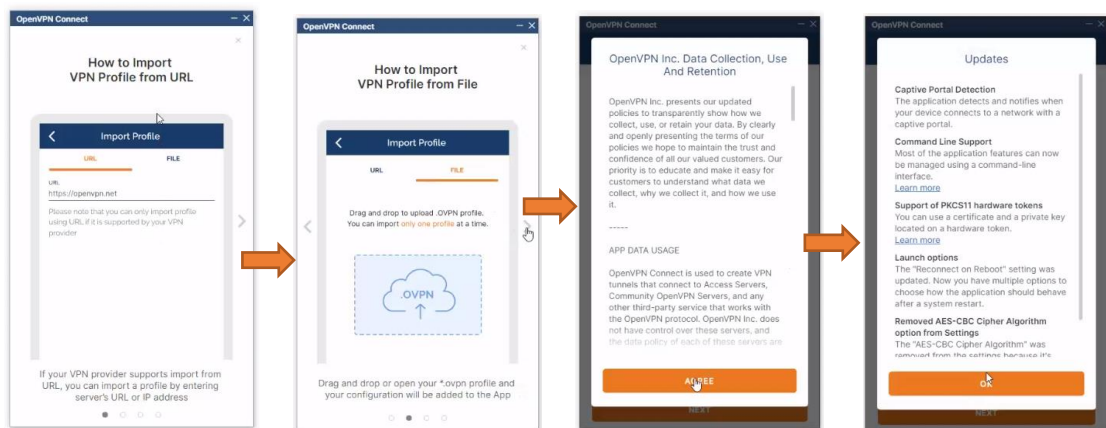 OpenVPN Connect
How to Import
VPN Profile from URL
Import Profile
URL FILE
URL
https://openvpn.net
Please note that you can only import profile
using URL if it is supported by your VPN
provider
If your VPN provider supports import from
URL, you can import a profile by entering
server's URL or IP address
OpenVPN Connect
How to Import
VPN Profile from File
Import Profile
URL FILE
Drag and drop to upload .OVPN profile.
You can import only one profile at a time.
.OVPN
Drag and drop or open your *.ovpn profile and
your configuration will be added to the App
OpenVPN Connect
OpenVPN Inc. Data Collection, Use
And Retention
OpenVPN Inc. presents our updated
policies to transparently show how we
collect, use, or retain your data. By clearly
and openly presenting the terms of our
policies we hope to maintain the trust and
confidence of all our valued customers. Our
priority is to educate and make it easy for
customers to understand what data we
collect, why we collect it, and how we use
it.
-----
APP DATA USAGE
OpenVPN Connect is used to create VPN
tunnels that connect to Access Servers,
Community OpenVPN Servers, and any
other third-party service that works with
the OpenVPN protocol. OpenVPN Inc. does
not have control over these servers, and
the data policy of each of these servers are
AGREE
NEXT
OpenVPN Connect
Updates
Captive Portal Detection
The application detects and notifies when
your device connects to a network with a
captive portal.
Command Line Support
Most of the application features can now
be managed using a command-line
interface.
Learn more
Support of PKCS11 hardware tokens
You can use a certificate and a private key
located on a hardware token.
Learn more
Launch options
The "Reconnect on Reboot" setting was
updated. Now you have multiple options to
choose how the application should behave
after a system restart.
Removed AES-CBC Cipher Algorithm
option from Settings
The "AES-CBC Cipher Algorithm" was
removed from the settings because it's
OK
NEXT